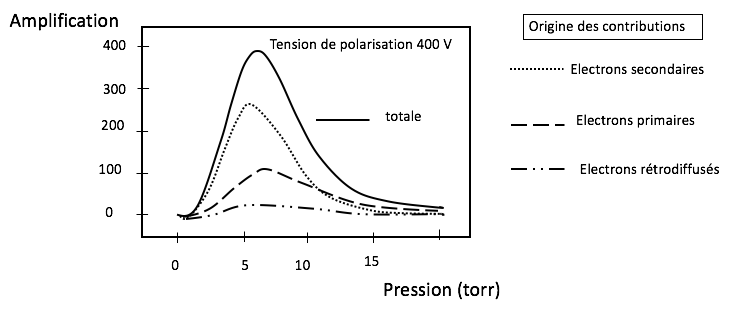 Amplification
Origine des contributions
400
Tension de polarisation 400 V
Electrons secondaires
300
totale
Electrons primaires
200
100
Electrons rétrodiffusés
0
0
5
10
15
Pression (torr)